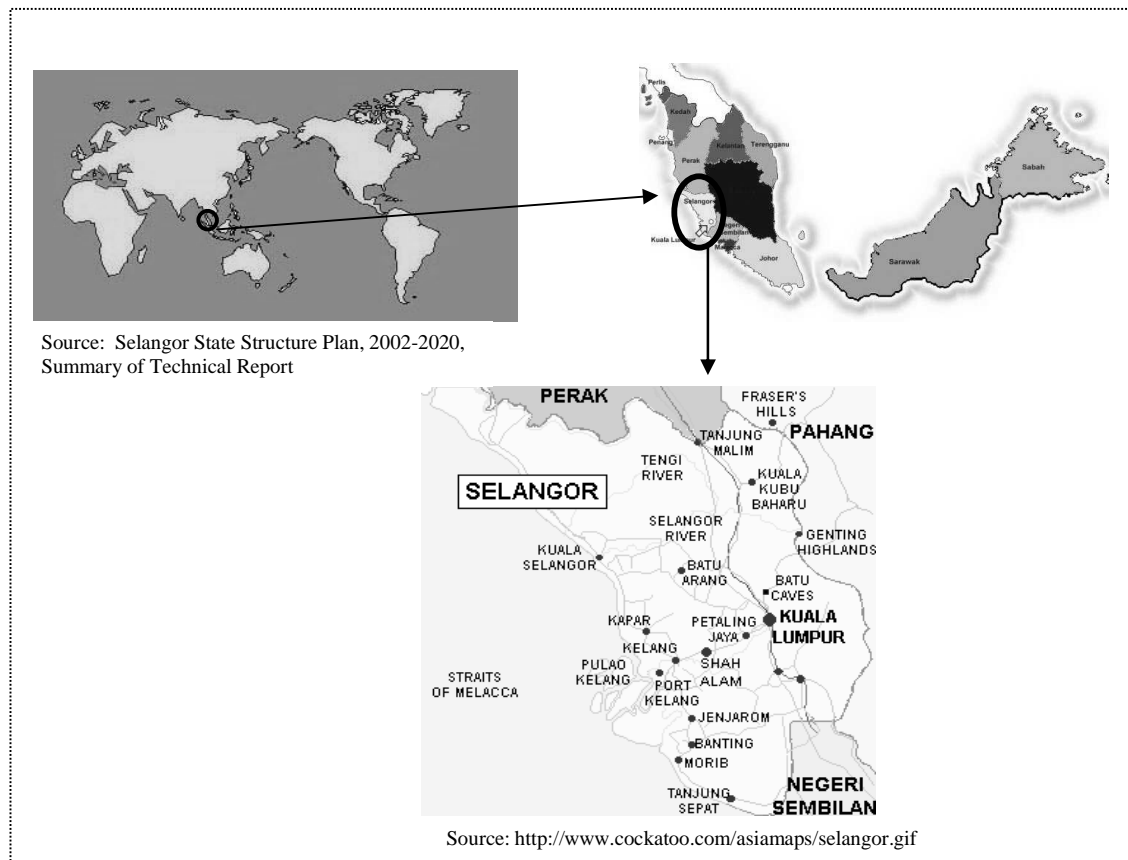 Perlis
Kedah
Penang
Perak
Kelantan
Terengganu
Selangor
Kuala Lumpur
Negeri
Sembilan
Malacca
Johor
Sabah
Sarawak
Source: Selangor State Structure Plan, 2002-2020,
Summary of Technical Report
PERAK
FRASER'S
HILLS
PAHANG
TANJUNG
MALIM
TENGI
RIVER
KUALA
KUBU
BAHARU
SELANGOR
SELANGOR
RIVER
GENTING
HIGHLANDS
KUALA
SELANGOR
BATU
ARANG
BATU
CAVES
KAPAR
PETALING
JAYA
KUALA
LUMPUR
KELANG
PULAO
KELANG
SHAH
ALAM
STRAITS
OF MELACCA
PORT
KELANG
JENJAROM
BANTING
MORIB
NEGERI
SEMBILAN
TANJUNG
SEPAT
Source: http://www.cockatoo.com/asiamaps/selangor.gif